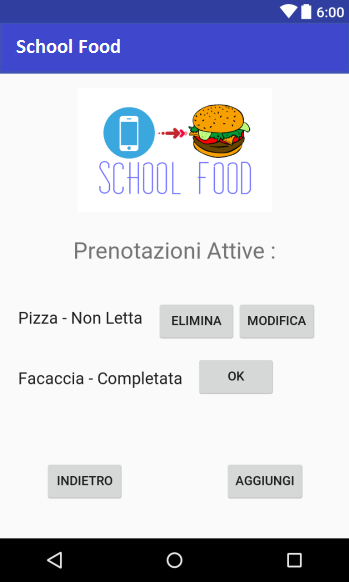 6:00
School Food
SCHOOL FOOD
Prenotazioni Attive :
Pizza - Non Letta ELIMINA MODIFICA
Facaccia - Completata OK
INDIETRO AGGIUNGI